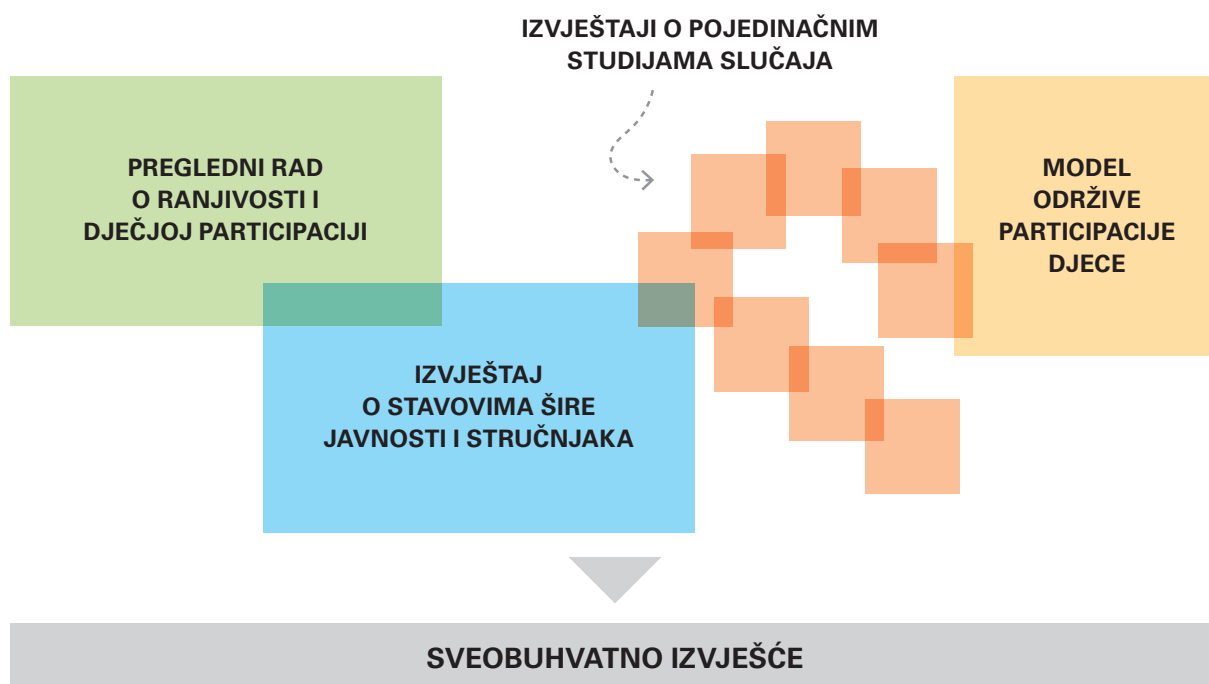 IZVJEŠTAJI O POJEDINAČNIM
STUDIJAMA SLUČAJA
PREGLEDNI RAD
O RANJIVOSTI I
DJEČJOJ PARTICIPACIJI
MODEL
ODRŽIVE
PARTICIPACIJE
DJECE
IZVJEŠTAJ
O STAVOVIMA ŠIRE
JAVNOSTI I STRUČNJAKA
SVEOBUHVATNO IZVJEŠĆE